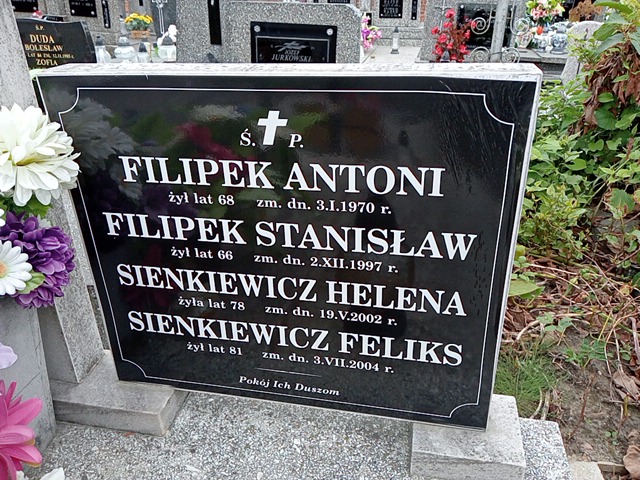 Ś.P.
DUDA
BOLESŁAW
ZOFIA
JÓZEF
JURKOWSKI
Ś. P.
FILIPEK ANTONI
żył lat 68 zm. dn. 3.I.1970 r.
FILIPEK STANISŁAW
żył lat 66 zm. dn. 2.XII.1997 r.
SIENKIEWICZ HELENA
żyła lat 78 zm. dn. 19.V.2002 r.
SIENKIEWICZ FELIKS
żył lat 81 zm. dn. 3.VII.2004 r.
Pokój Ich Duszom